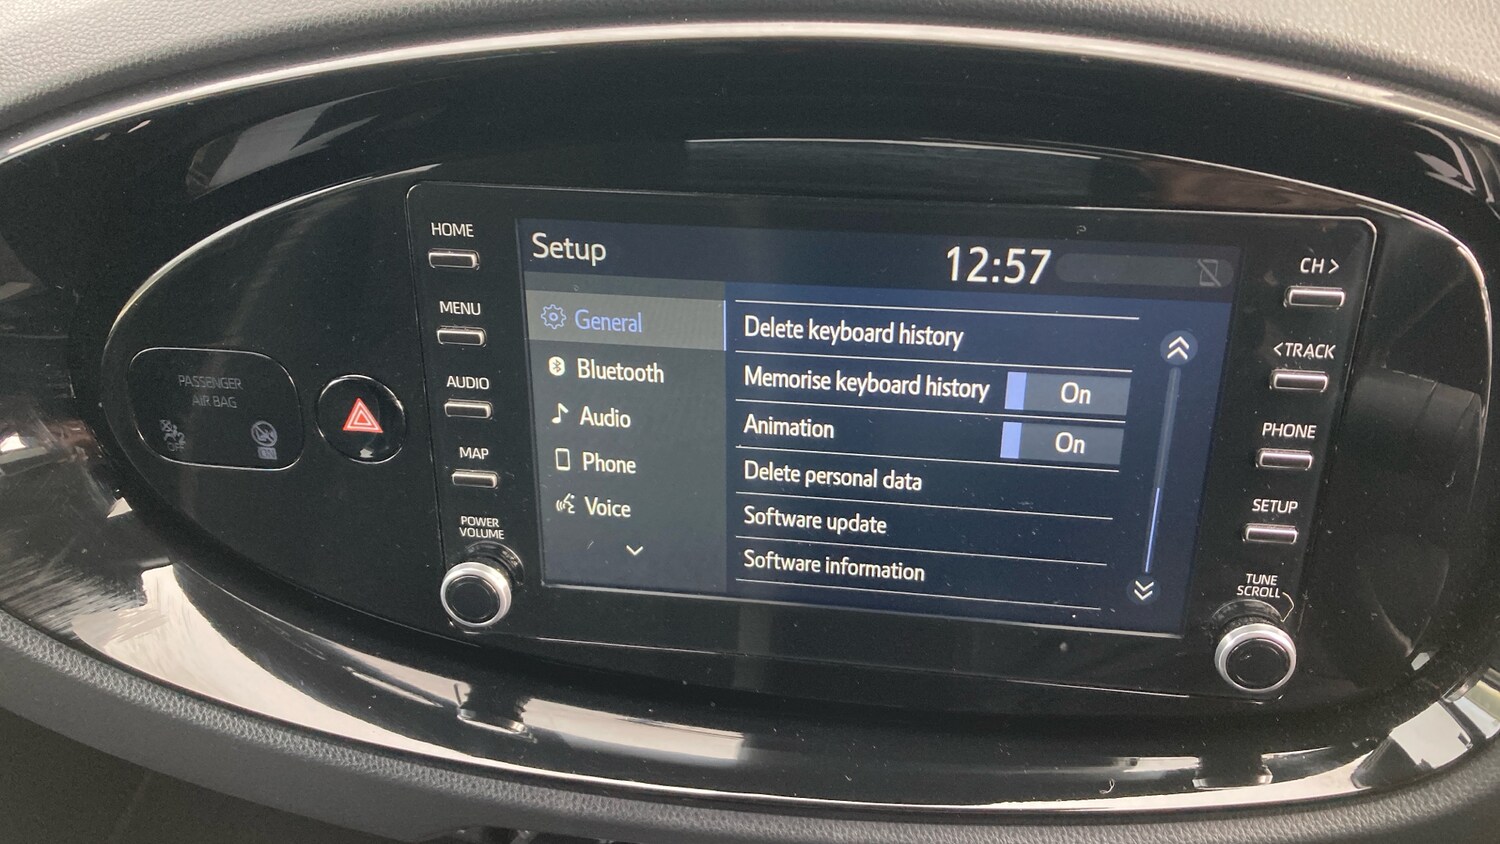 HOME
MENU
AUDIO
MAP
POWER
VOLUME
PASSENGER
AIR BAG
OFF
Setup
12:57
General
Bluetooth
Audio
Phone
Voice
Delete keyboard history
Memorise keyboard history On
Animation On
Delete personal data
Software update
Software information
CH >
<TRACK
PHONE
SETUP
TUNE
SCROLL